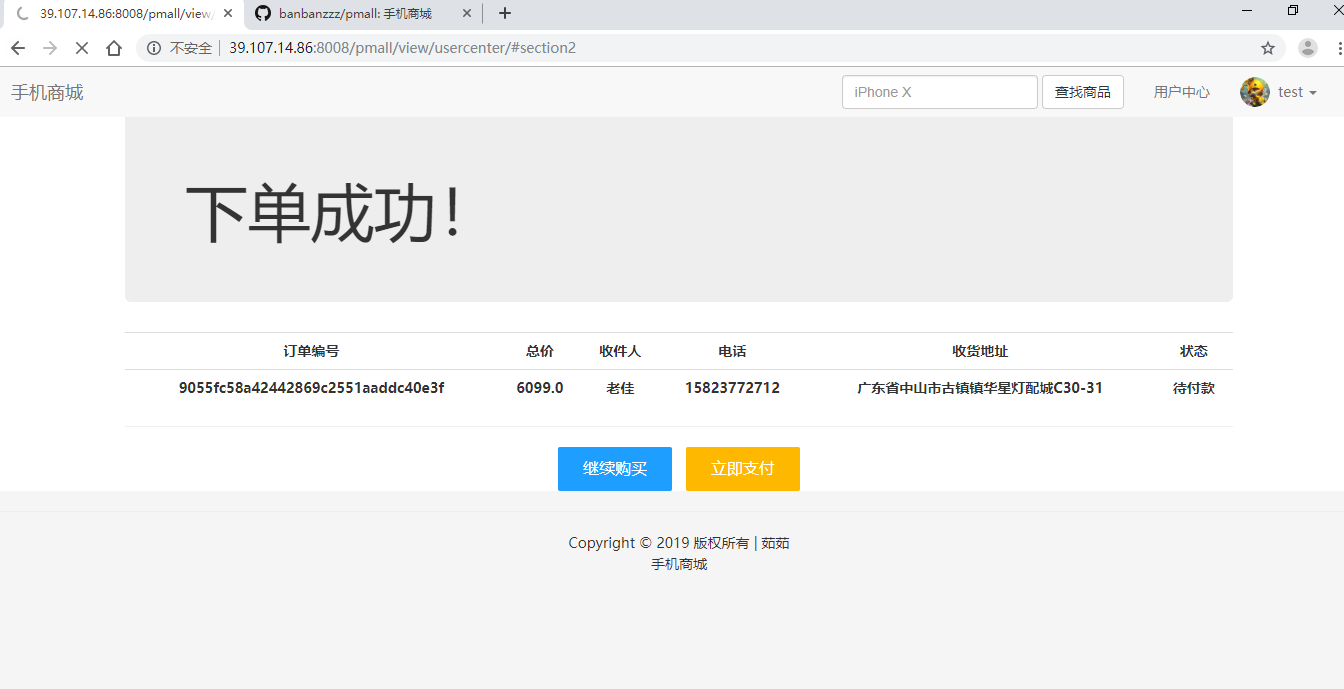 39.107.14.86:8008/pmall/view/
banbanzzz/pmall: 手机商城
不安全 39.107.14.86:8008/pmall/view/usercenter/#section2
手机商城 iPhone X 查找商品 用户中心 test
下单成功！
订单编号 总价 收件人 电话 收货地址 状态
9055fc58a42442869c2551aaddc40e3f 6099.0 老佳 15823772712 广东省中山市古镇镇华星灯配城C30-31 待付款
继续购买 立即支付
Copyright © 2019 版权所有 | 茹茹
手机商城